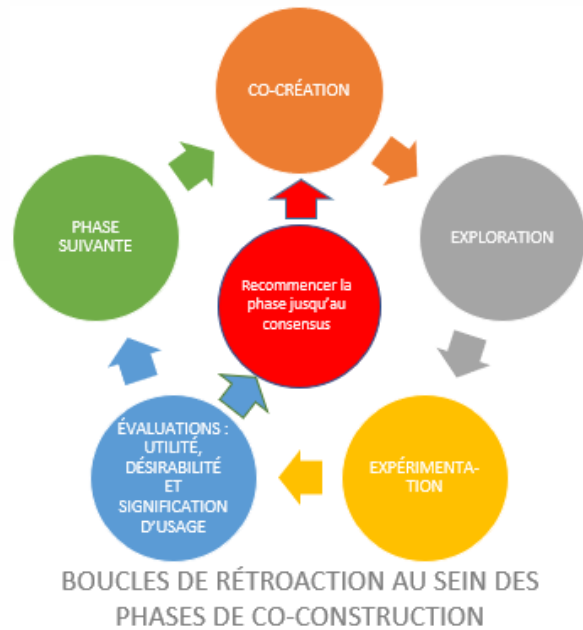 CO-CRÉATION
EXPLORATION
EXPÉRIMENTA-
TION
ÉVALUATIONS :
UTILITÉ,
DÉSIRABILITÉ
ET
SIGNIFICATION
D'USAGE
PHASE
SUIVANTE
Recommencer la
phase jusqu'au
consensus
BOUCLES DE RÉTROACTION AU SEIN DES
PHASES DE CO-CONSTRUCTION